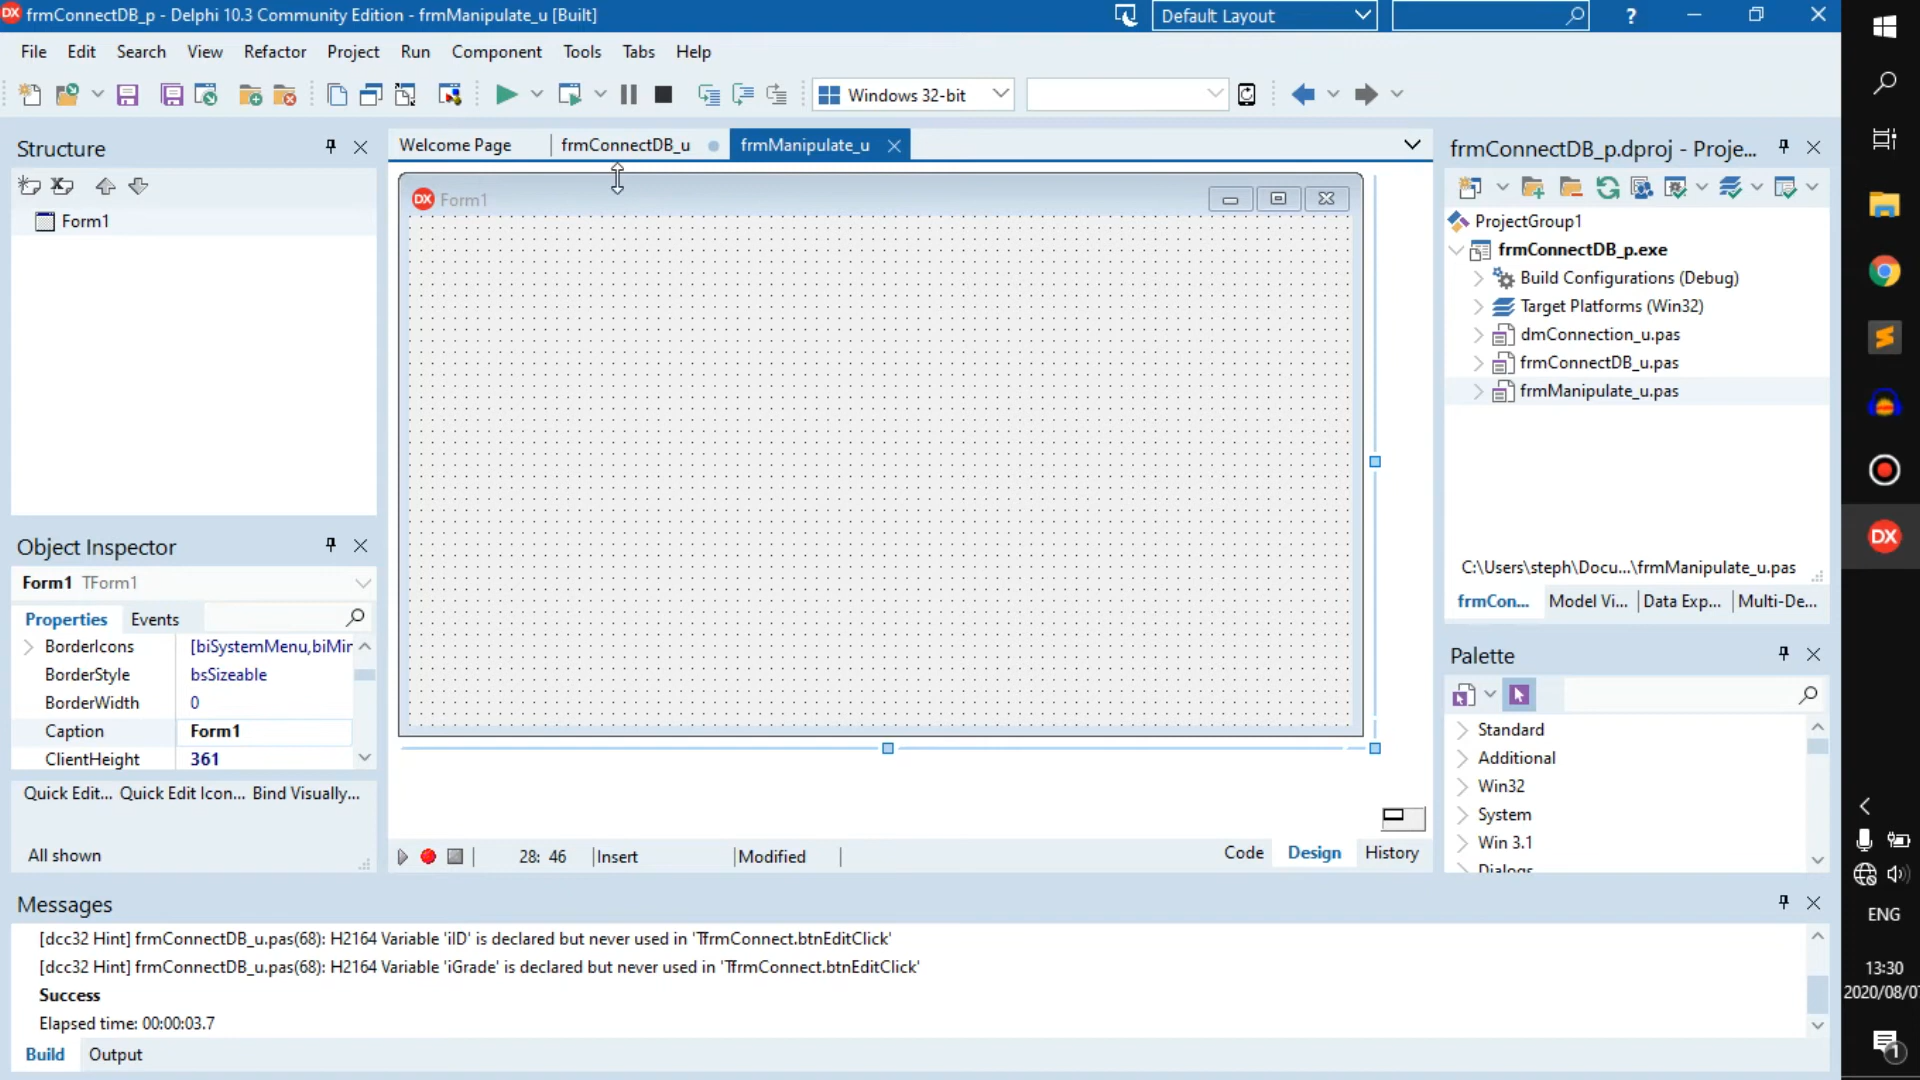 frmConnectDB_p - Delphi 10.3 Community Edition - frmManipulate_u [Built]
Default Layout
?
File Edit Search View Refactor Project Run Component Tools Tabs Help
Windows 32-bit
Structure
Form1
Welcome Page frmConnectDB_u frmManipulate_u
DX Form1
frmConnectDB_p.dproj - Proje...
ProjectGroup1
frmConnectDB_p.exe
Build Configurations (Debug)
Target Platforms (Win32)
dmConnection_u.pas
frmConnectDB_u.pas
frmManipulate_u.pas
C:\Users\steph\Docu...\frmManipulate_u.pas
frmCon... Model Vi... Data Exp... Multi-De...
Object Inspector
Form1 TForm1
Properties Events
BorderIcons [biSystemMenu,biMir
BorderStyle bsSizeable
BorderWidth 0
Caption Form1
ClientHeight 361
Quick Edit... Quick Edit Icon... Bind Visually...
All shown
Palette
Standard
Additional
Win32
System
Win 3.1
Dialogs
28: 46 Insert Modified
Code Design History
Messages
[dcc32 Hint] frmConnectDB_u.pas(68): H2164 Variable 'iID' is declared but never used in 'TfrmConnect.btnEditClick'
[dcc32 Hint] frmConnectDB_u.pas(68): H2164 Variable 'iGrade' is declared but never used in 'TfrmConnect.btnEditClick'
Success
Elapsed time: 00:00:03.7
Build Output
DX
ENG
13:30
2020/08/0
1